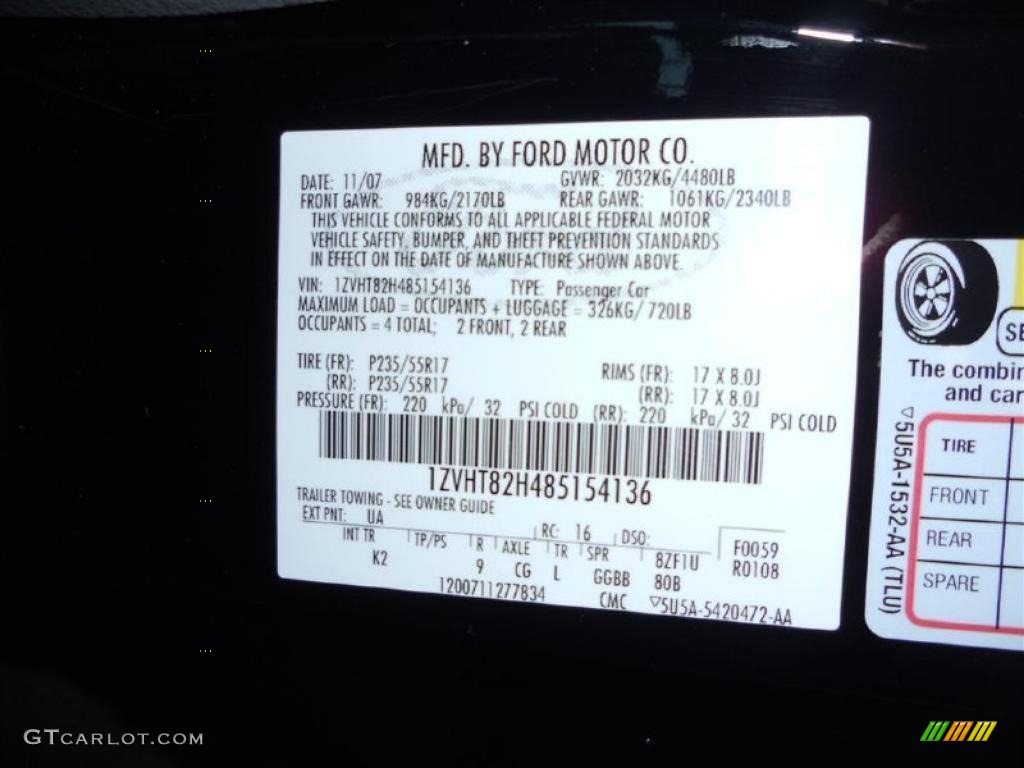 MFD. BY FORD MOTOR CO.
DATE: 11/07 GVWR: 2032KG/4480LB
FRONT GAWR: 984KG/2170LB REAR GAWR: 1061KG/2340LB
THIS VEHICLE CONFORMS TO ALL APPLICABLE FEDERAL MOTOR
VEHICLE SAFETY, BUMPER, AND THEFT PREVENTION STANDARDS
IN EFFECT ON THE DATE OF MANUFACTURE SHOWN ABOVE.
VIN: 1ZVHT82H485154136 TYPE: Passenger Car
MAXIMUM LOAD = OCCUPANTS + LUGGAGE = 326KG/ 720LB
OCCUPANTS = 4 TOTAL; 2 FRONT, 2 REAR
TIRE (FR): P235/55R17 RIMS (FR): 17 X 8.0J
(RR): P235/55R17 (RR): 17 X 8.0J
PRESSURE (FR): 220 kPa/ 32 PSI COLD (RR): 220 kPa/ 32 PSI COLD
1ZVHT82H485154136
TRAILER TOWING - SEE OWNER GUIDE
EXT PNT: UA RC: 16 DSO: F0059
INT TR TP/PS R AXLE TR SPR 8ZF1U R0108
K2 9 CG L GGBB 80B
1200711277834 CMC ▽5U5A-5420472-AA
SE
The combin
and car
▽5U5A-1532-AA (TLU)
TIRE
FRONT
REAR
SPARE
GTCARLOT.COM